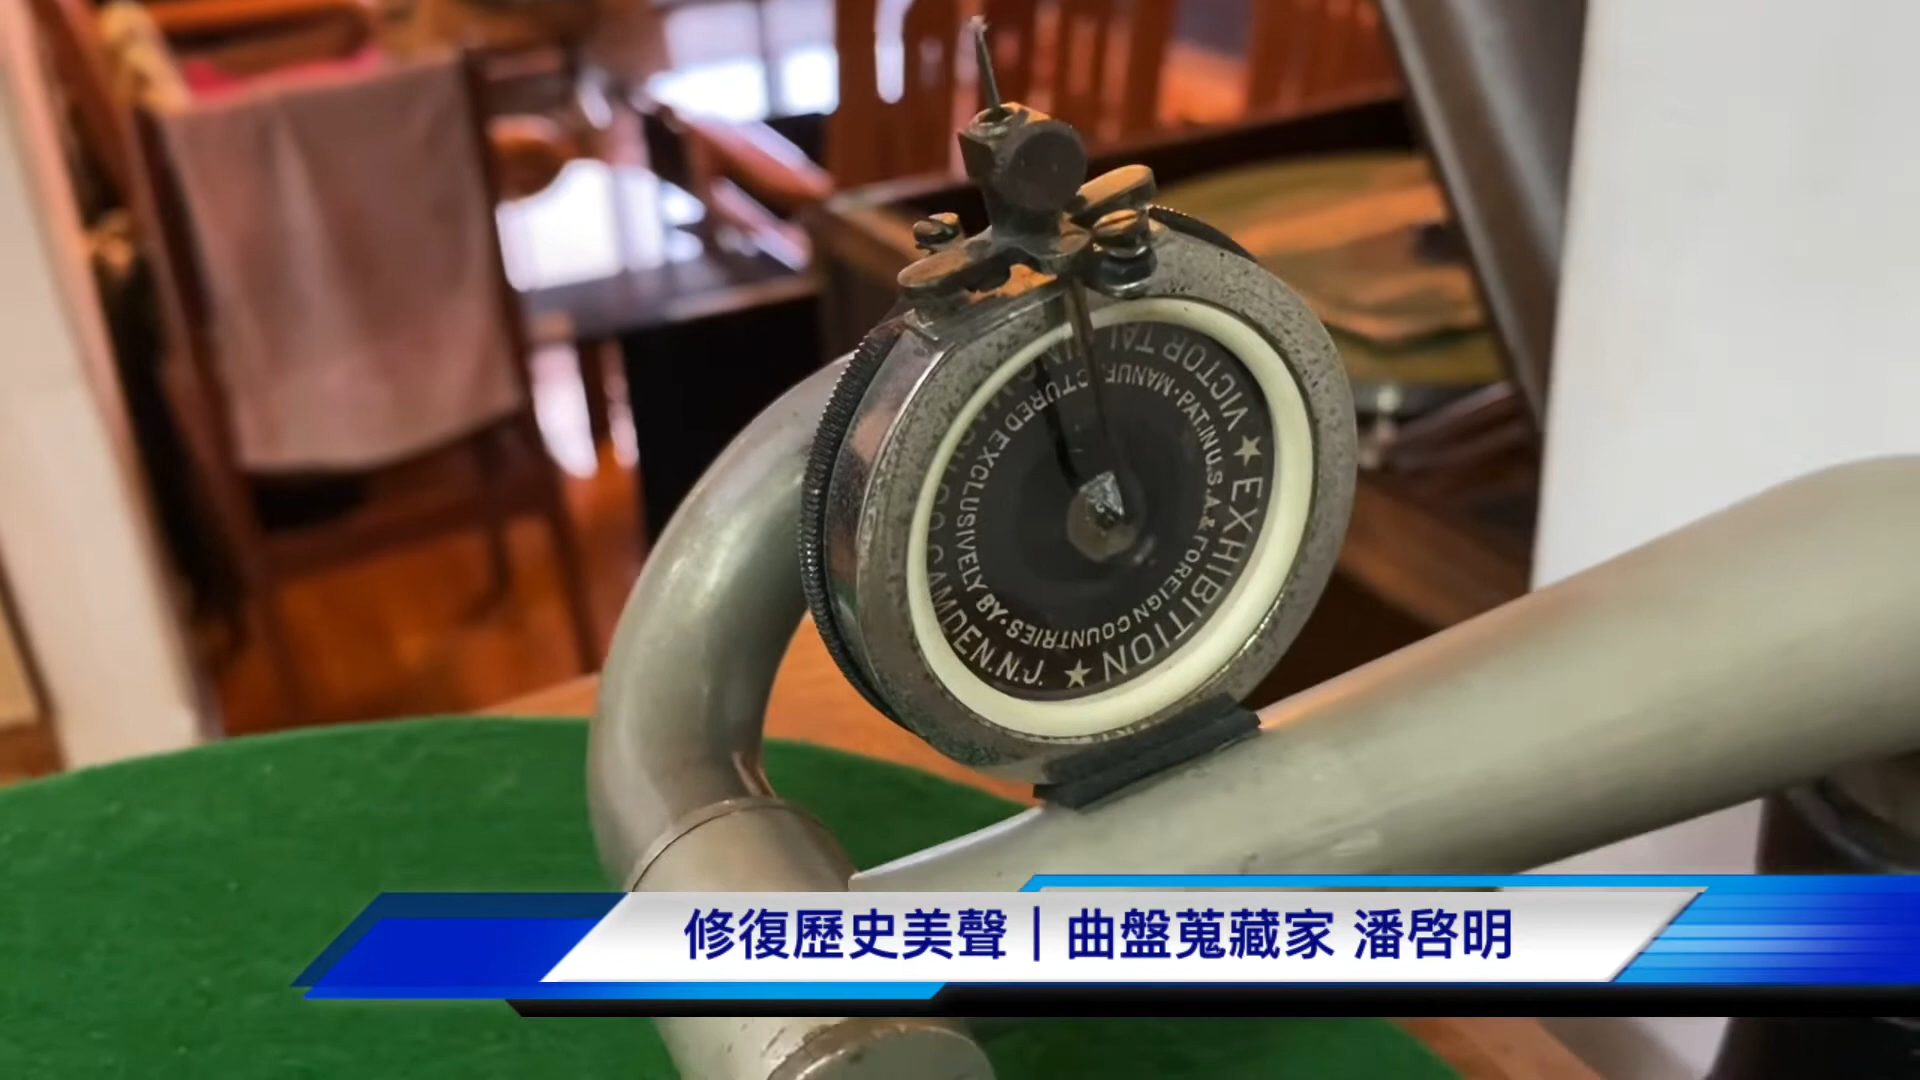 ★ EXHIBITION ★
VICTOR TAL
CAMDEN.N.J.
MANUFACTURED EXCLUSIVELY BY
PAT.IN U.S.A.& FOREIGN COUNTRIES
修復歷史美聲｜曲盤蒐藏家 潘啓明